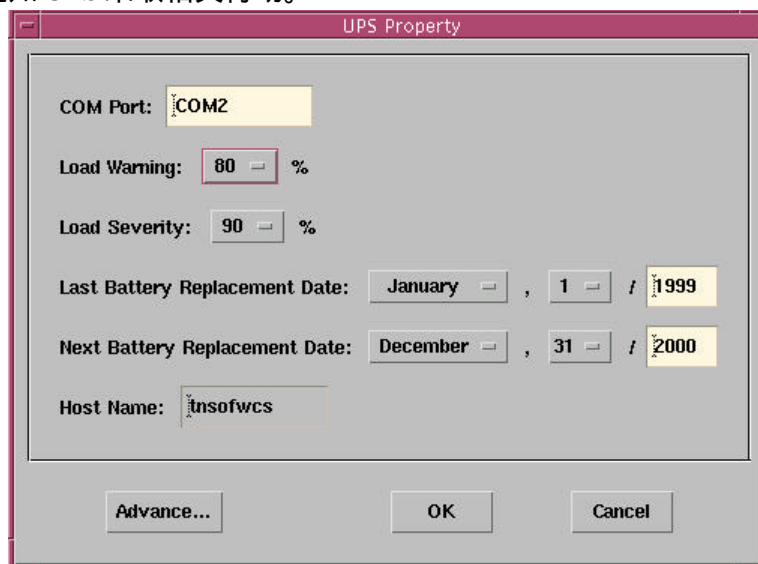 UPS Property
COM Port: COM2
Load Warning: 80 %
Load Severity: 90 %
Last Battery Replacement Date: January , 1 / 1999
Next Battery Replacement Date: December , 31 / 2000
Host Name: tnsofwcs
Advance... OK Cancel